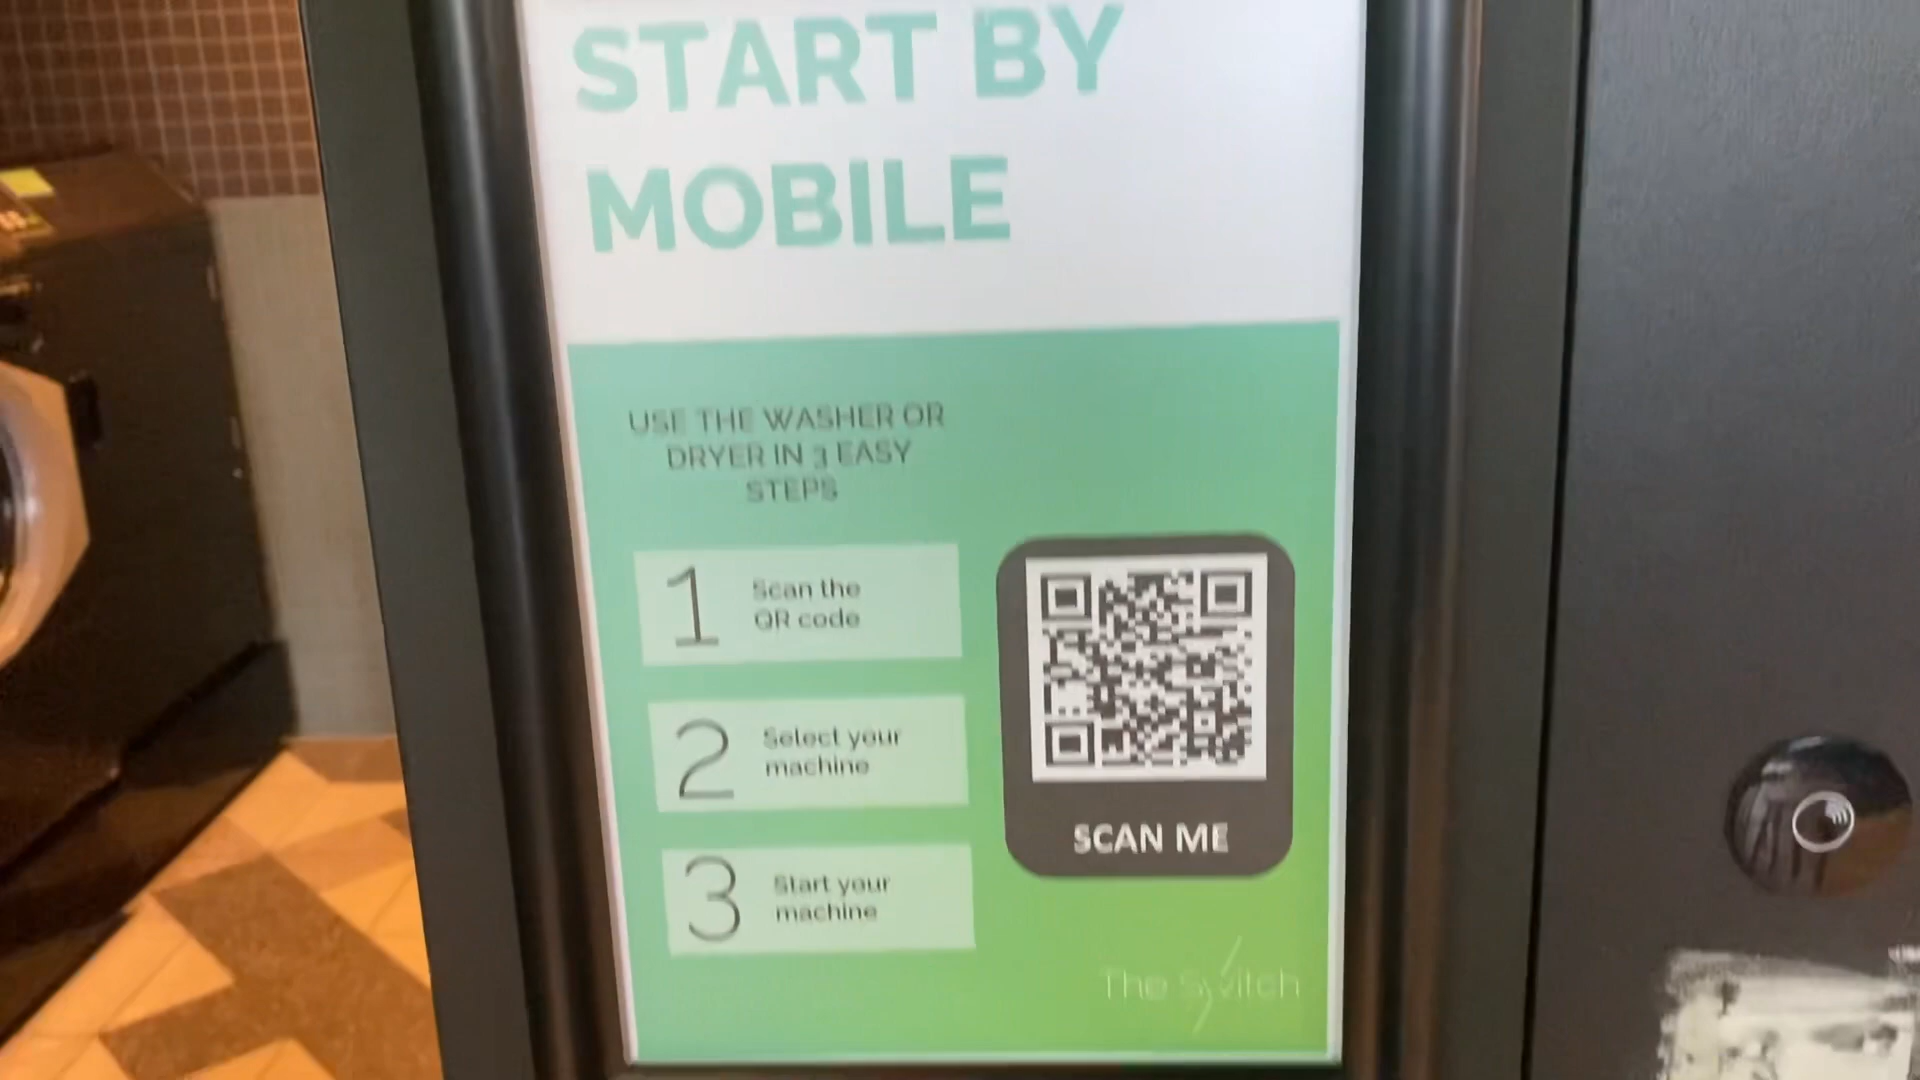 START BY
MOBILE
USE THE WASHER OR
DRYER IN 3 EASY
STEPS
1
Scan the
QR code
2
Select your
machine
3
Start your
machine
SCAN ME
The Switch